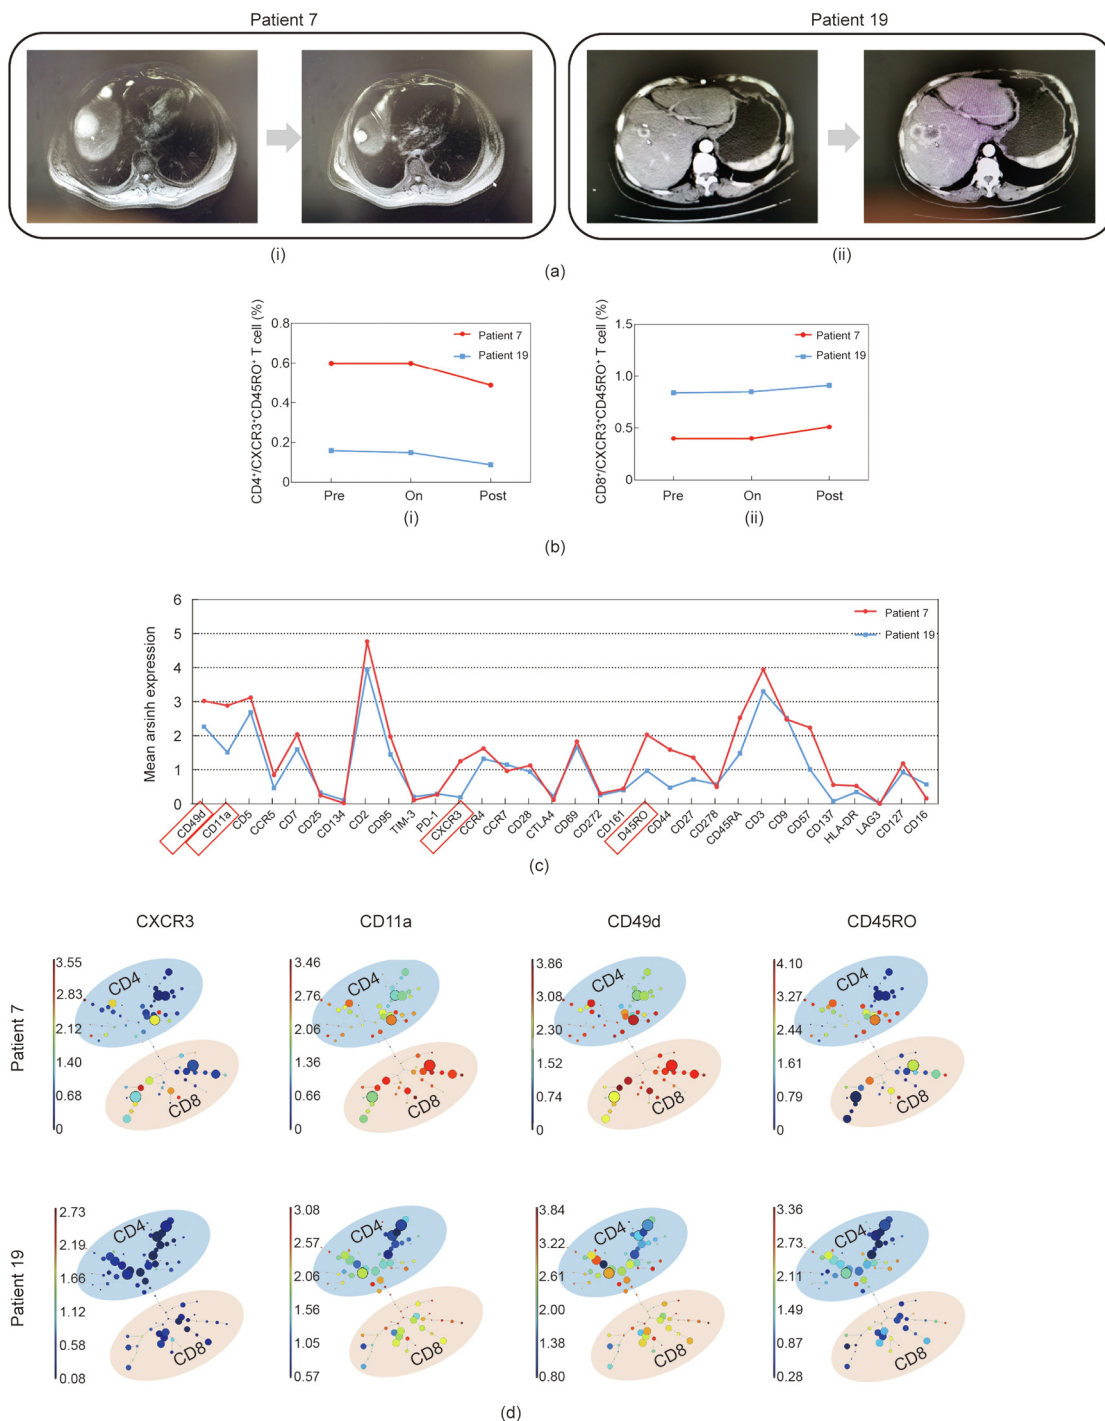 Patient 7
Patient 19
(i)
(ii)
(a)
CD4⁺/CXCR3⁺CD45RO⁺ T cell (%)
0.8
0.6
0.4
0.2
0
Patient 7
Patient 19
Pre On Post
(i)
CD8⁺/CXCR3⁺CD45RO⁺ T cell (%)
1.5
1.0
0.5
0
Patient 7
Patient 19
Pre On Post
(ii)
(b)
Mean arsinh expression
6
5
4
3
2
1
0
Patient 7
Patient 19
CD49d CD11a CD5 CCR5 CD7 CD25 CD134 CD2 CD95 TIM-3 PD-1 CXCR3 CCR4 CCR7 CD28 CTLA4 CD69 CD272 CD161 D45RO CD44 CD27 CD278 CD45RA CD3 CD9 CD57 CD137 HLA-DR LAG3 CD127 CD16
(c)
CXCR3 CD11a CD49d CD45RO
Patient 7
3.55
2.83
2.12
1.40
0.68
0
CD4
CD8
3.46
2.76
2.06
1.36
0.66
0
CD4
CD8
3.86
3.08
2.30
1.52
0.74
0
CD4
CD8
4.10
3.27
2.44
1.61
0.79
0
CD4
CD8
Patient 19
2.73
2.19
1.66
1.12
0.58
0.08
CD4
CD8
3.08
2.57
2.06
1.56
1.05
0.57
CD4
CD8
3.84
3.22
2.61
2.00
1.38
0.80
CD4
CD8
3.36
2.73
2.11
1.49
0.87
0.28
CD4
CD8
(d)